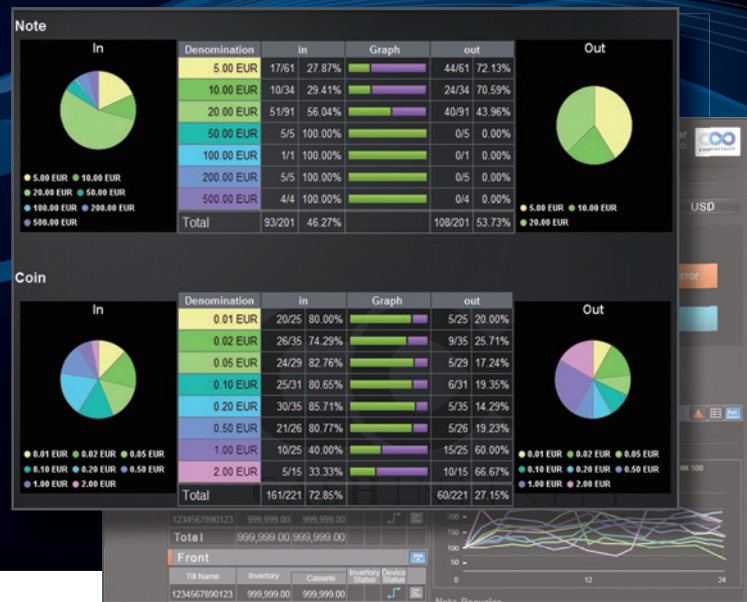 Note
In
Denomination in Graph out
Out
5.00 EUR 17/61 27.87% 44/61 72.13%
10.00 EUR 10/34 29.41% 24/34 70.59%
20.00 EUR 51/91 56.04% 40/91 43.96%
50.00 EUR 5/5 100.00% 0/5 0.00%
100.00 EUR 1/1 100.00% 0/1 0.00%
200.00 EUR 5/5 100.00% 0/5 0.00%
500.00 EUR 4/4 100.00% 0/4 0.00%
Total 93/201 46.27% 108/201 53.73%
5.00 EUR 10.00 EUR
20.00 EUR 50.00 EUR
100.00 EUR 200.00 EUR
500.00 EUR
5.00 EUR 10.00 EUR
20.00 EUR
USD
Coin
In
Denomination in Graph out
Out
0.01 EUR 20/25 80.00% 5/25 20.00%
0.02 EUR 26/35 74.29% 9/35 25.71%
0.05 EUR 24/29 82.76% 5/29 17.24%
0.10 EUR 25/31 80.65% 6/31 19.35%
0.20 EUR 30/35 85.71% 5/35 14.29%
0.50 EUR 21/26 80.77% 5/26 19.23%
1.00 EUR 10/25 40.00% 15/25 60.00%
2.00 EUR 5/15 33.33% 10/15 66.67%
Total 161/221 72.85% 60/221 27.15%
0.01 EUR 0.02 EUR 0.05 EUR
0.10 EUR 0.20 EUR 0.50 EUR
1.00 EUR 2.00 EUR
0.01 EUR 0.02 EUR 0.05 EUR
0.10 EUR 0.20 EUR 0.50 EUR
1.00 EUR 2.00 EUR
500
1234567890123 999,999.00 999,999.00
Total 999,999.00 999,999.00
Front
Till Name Invertory Cassete Invertory Status Device Status
1234567890123 999,999.00 999,999.00
200
150
100
50
0 12 24